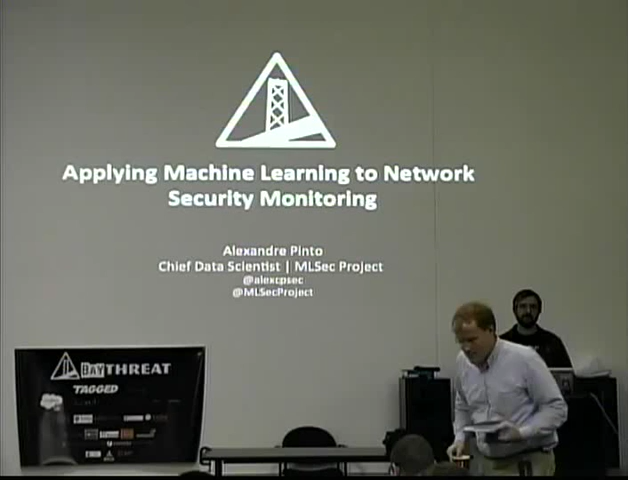 Applying Machine Learning to Network
Security Monitoring
Alexandre Pinto
Chief Data Scientist | MLSec Project
@alexcpsec
@MLSecProject
BAYTHREAT
TAGGED